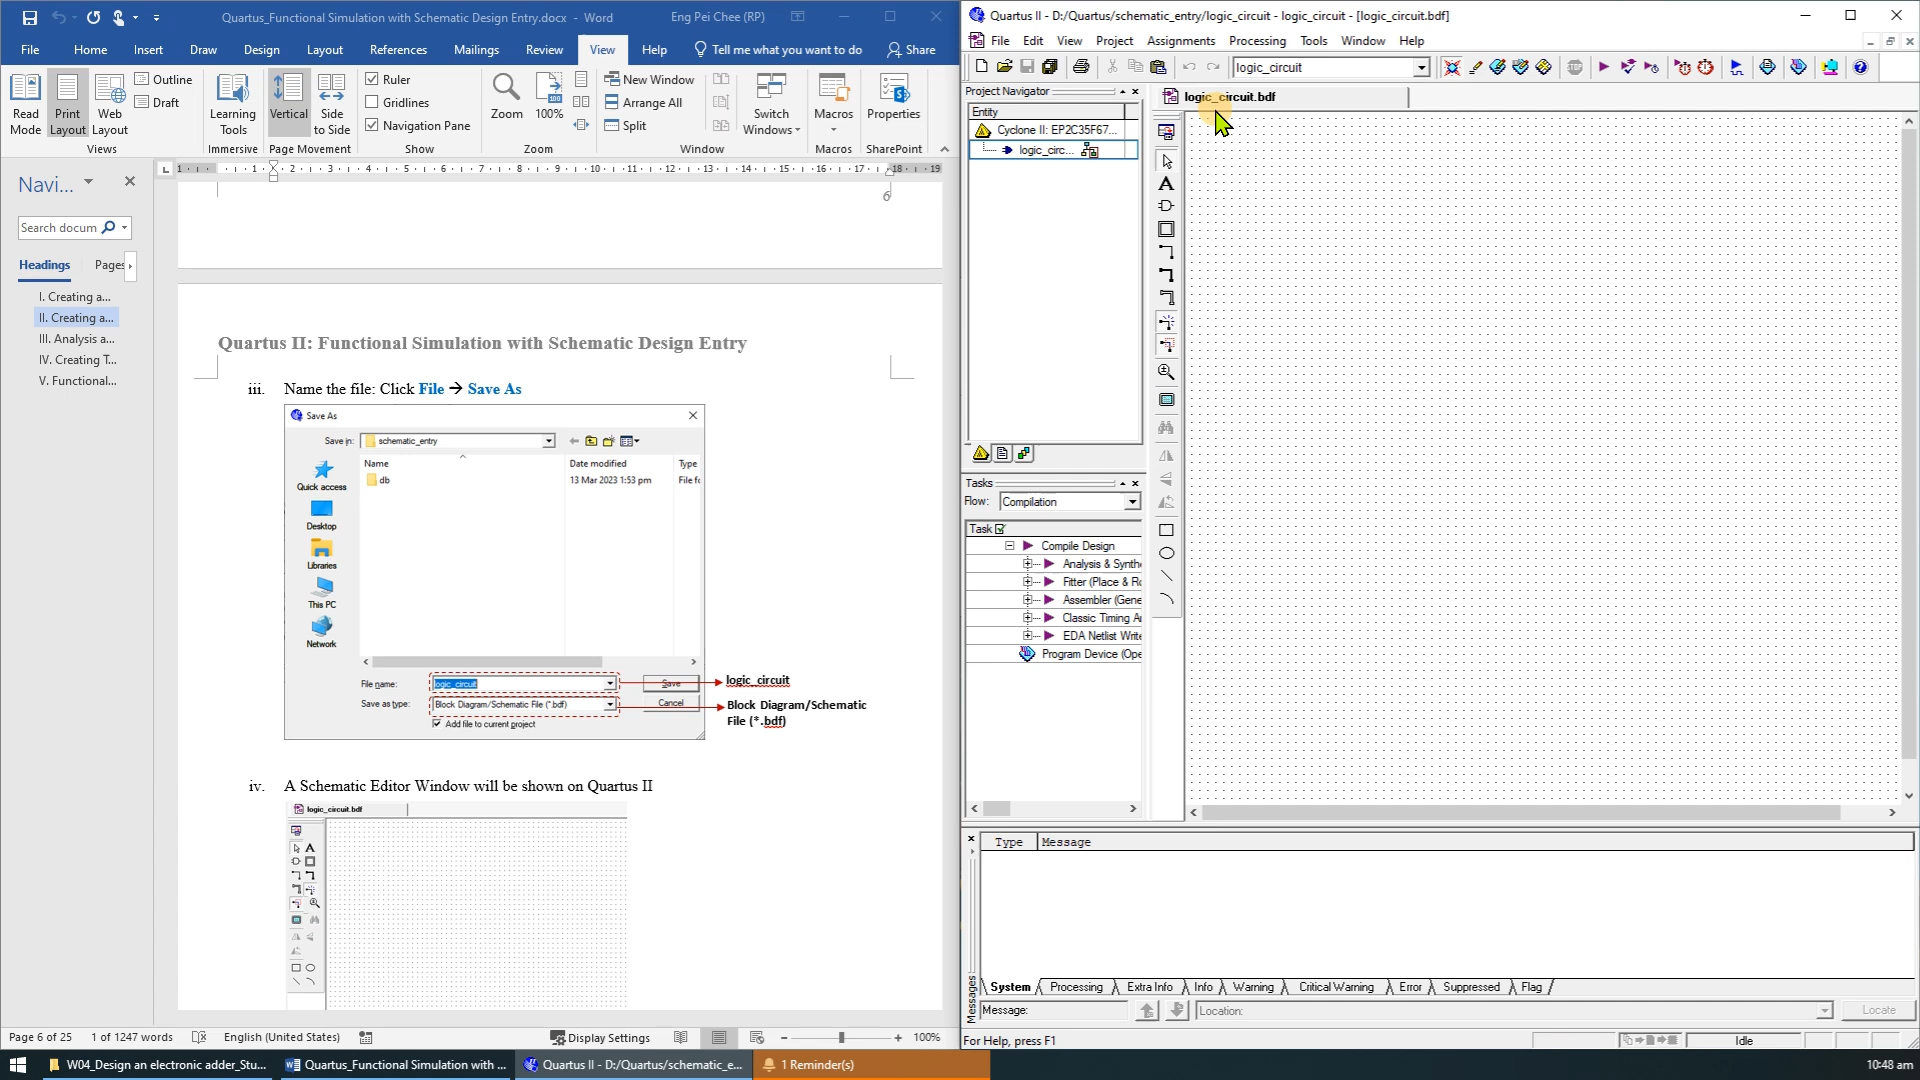 Quartus_Functional Simulation with Schematic Design Entry.docx - Word
Eng Pei Chee (RP)
File Home Insert Draw Design Layout References Mailings Review View Help Tell me what you want to do Share
Read Mode
Print Layout
Web Layout
Outline
Draft
Views
Learning Tools
Immersive
Vertical
Side to Side
Page Movement
Ruler
Gridlines
Navigation Pane
Show
Zoom
100%
Zoom
New Window
Arrange All
Split
Switch Windows
Window
Macros
Macros
Properties
SharePoint
Navi...
Search docum
Headings Pages
I. Creating a...
II. Creating a...
III. Analysis a...
IV. Creating T...
V. Functional...
6
Quartus II: Functional Simulation with Schematic Design Entry
iii. Name the file: Click File → Save As
Save As
Save in: schematic_entry
Name Date modified Type
db 13 Mar 2023 1:53 pm File fo
Quick access
Desktop
Libraries
This PC
Network
File name: logic_circuit Save
Save as type: Block Diagram/Schematic File (*.bdf) Cancel
Add file to current project
logic_circuit
Block Diagram/Schematic
File (*.bdf)
iv. A Schematic Editor Window will be shown on Quartus II
logic_circuit.bdf
Page 6 of 25 1 of 1247 words English (United States) Display Settings 100%
Quartus II - D:/Quartus/schematic_entry/logic_circuit - logic_circuit - [logic_circuit.bdf]
File Edit View Project Assignments Processing Tools Window Help
logic_circuit
Project Navigator
Entity
Cyclone II: EP2C35F67...
logic_circ...
logic_circuit.bdf
Tasks
Flow: Compilation
Task
Compile Design
Analysis & Synthe
Fitter (Place & Ro
Assembler (Gene
Classic Timing A
EDA Netlist Write
Program Device (Ope
Type Message
System Processing Extra Info Info Warning Critical Warning Error Suppressed Flag
Messages
Message: Location: Locate
For Help, press F1 Idle
W04_Design an electronic adder_Stu... Quartus_Functional Simulation with ... Quartus II - D:/Quartus/schematic_e... 1 Reminder(s) 10:48 am